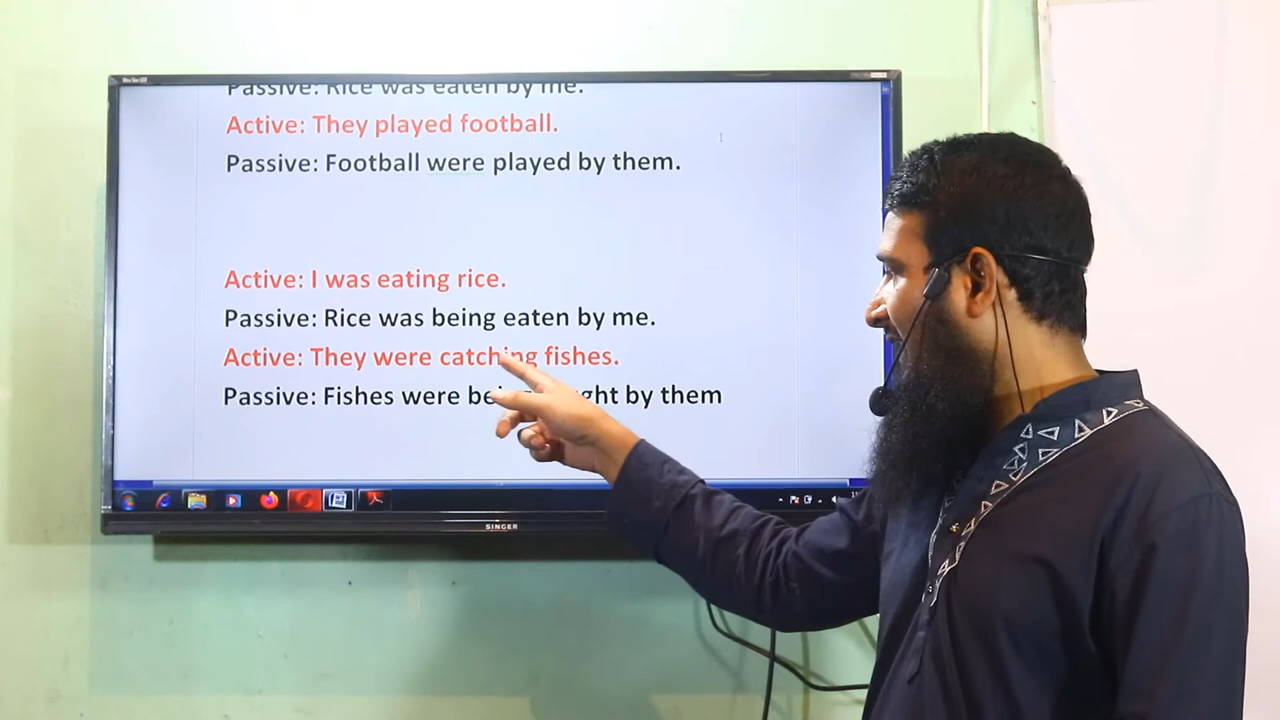 Passive: Rice was eaten by me.
Active: They played football.
Passive: Football were played by them.
Active: I was eating rice.
Passive: Rice was being eaten by me.
Active: They were catching fishes.
Passive: Fishes were being caught by them
SINGER